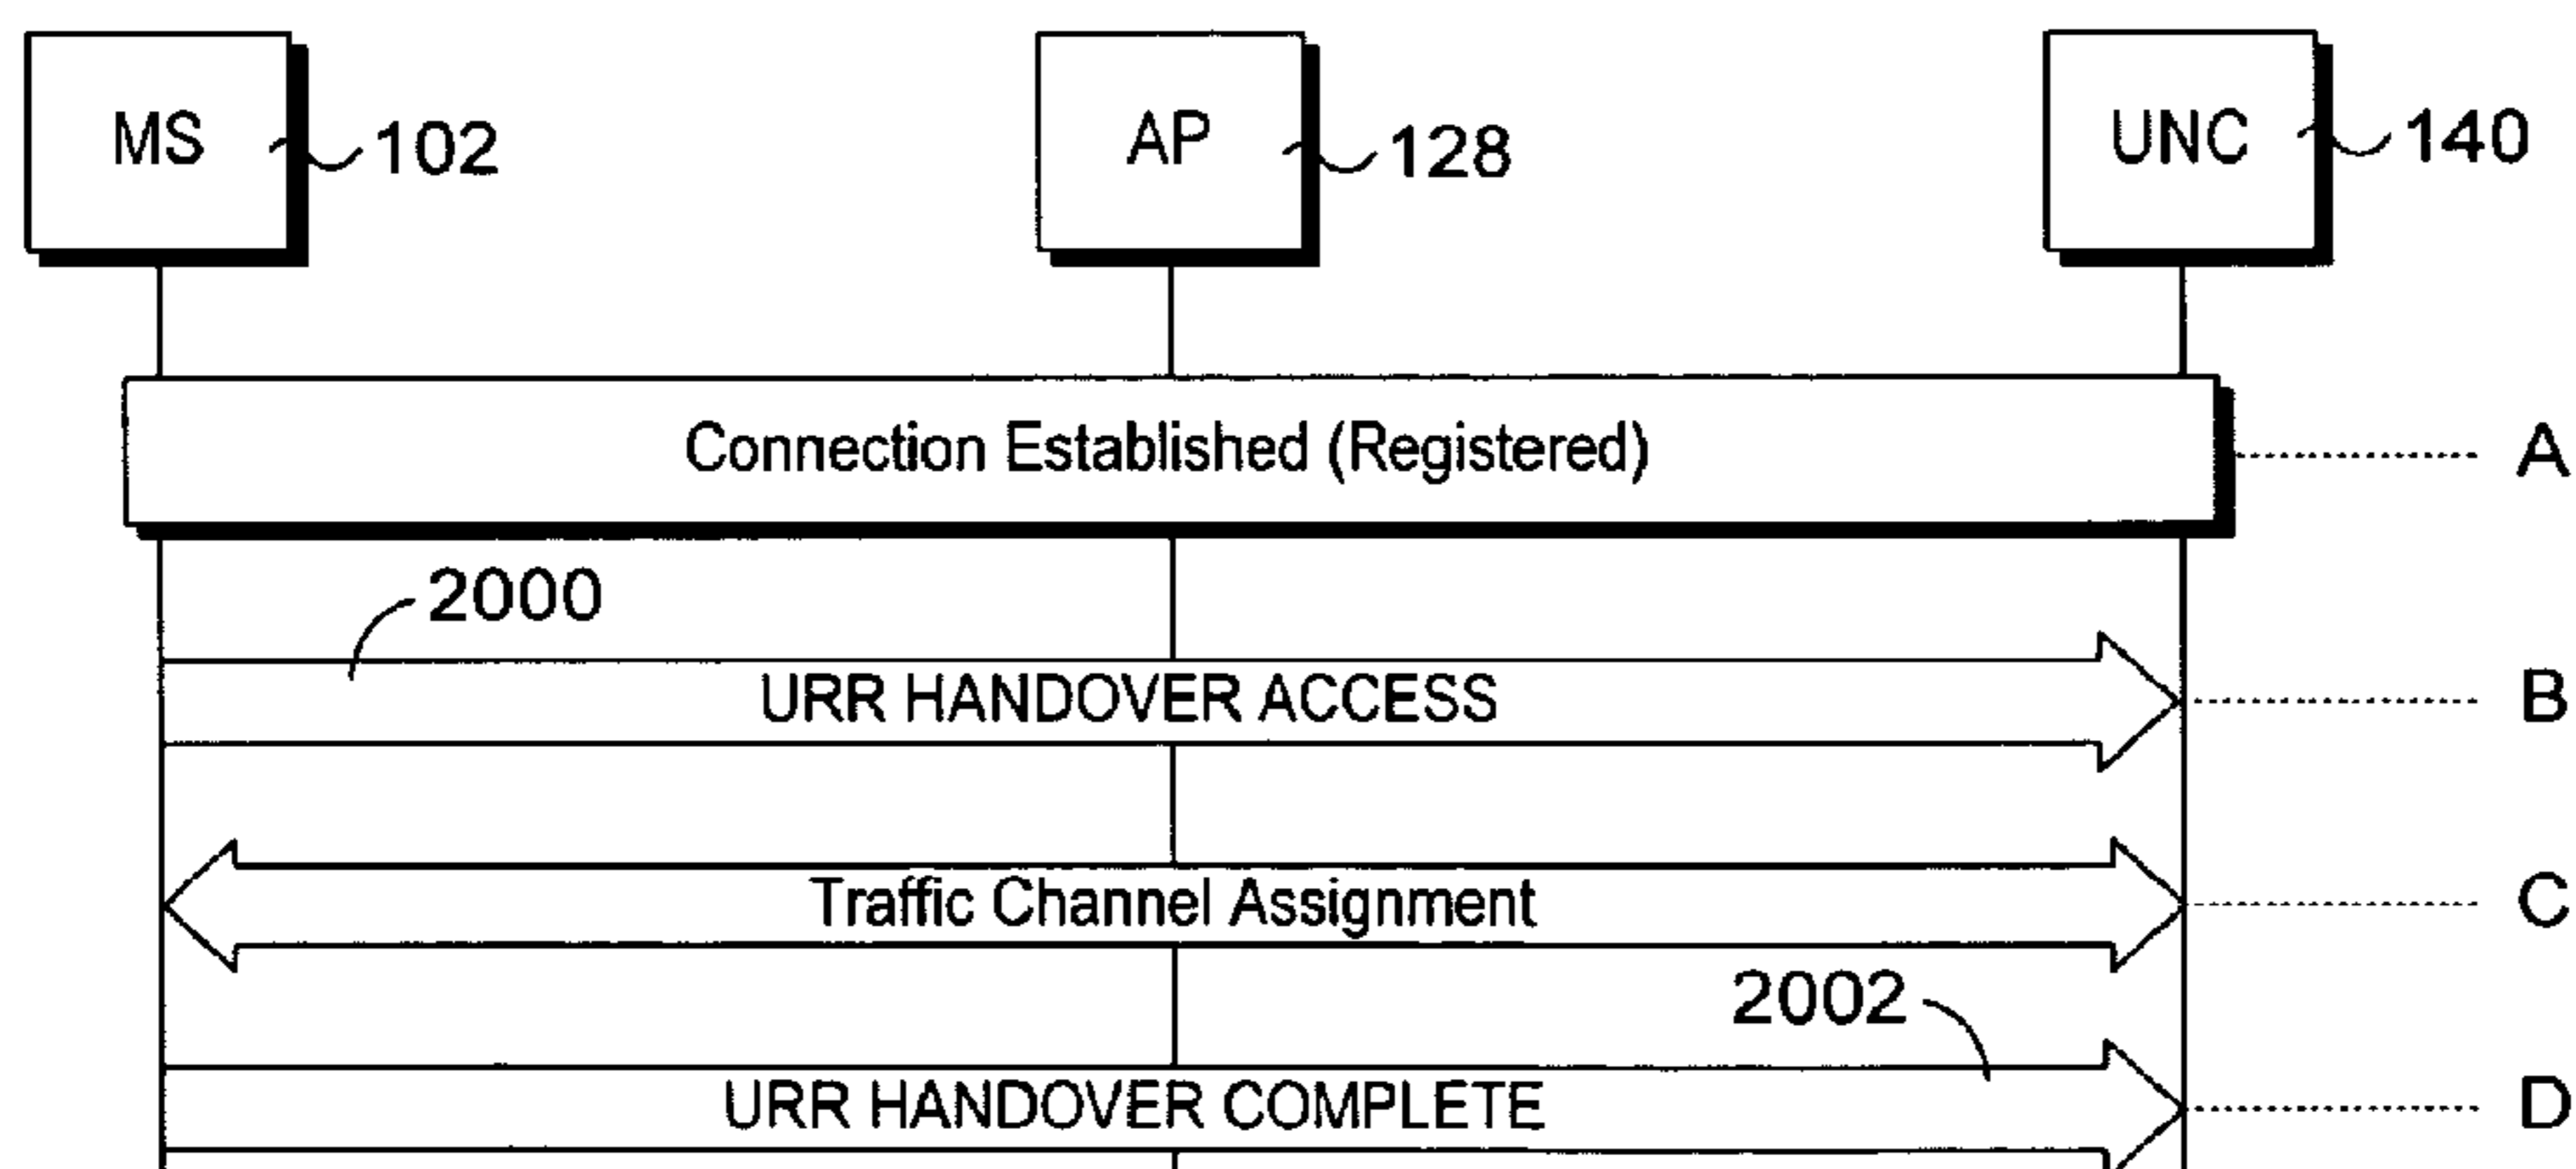 MS
102
AP
128
UNC
140
Connection Established (Registered)
A
2000
URR HANDOVER ACCESS
B
Traffic Channel Assignment
C
2002
URR HANDOVER COMPLETE
D